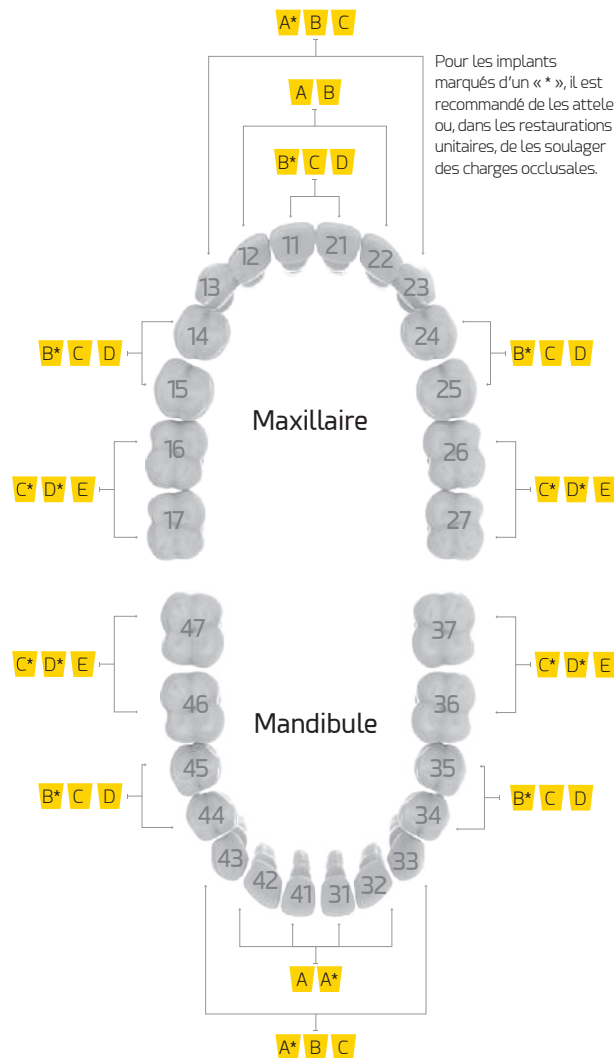 A* B C
Pour les implants
marqués d'un « * », il est
recommandé de les attele
ou, dans les restaurations
unitaires, de les soulager
des charges occlusales.
A B
B* C D
11 21
12 22
13 23
14 24
B* C D B* C D
15 25
Maxillaire
16 26
C* D* E C* D* E
17 27
47 37
C* D* E C* D* E
46 36
Mandibule
45 35
B* C D B* C D
44 34
43 33
42 32
41 31
A A*
A* B C